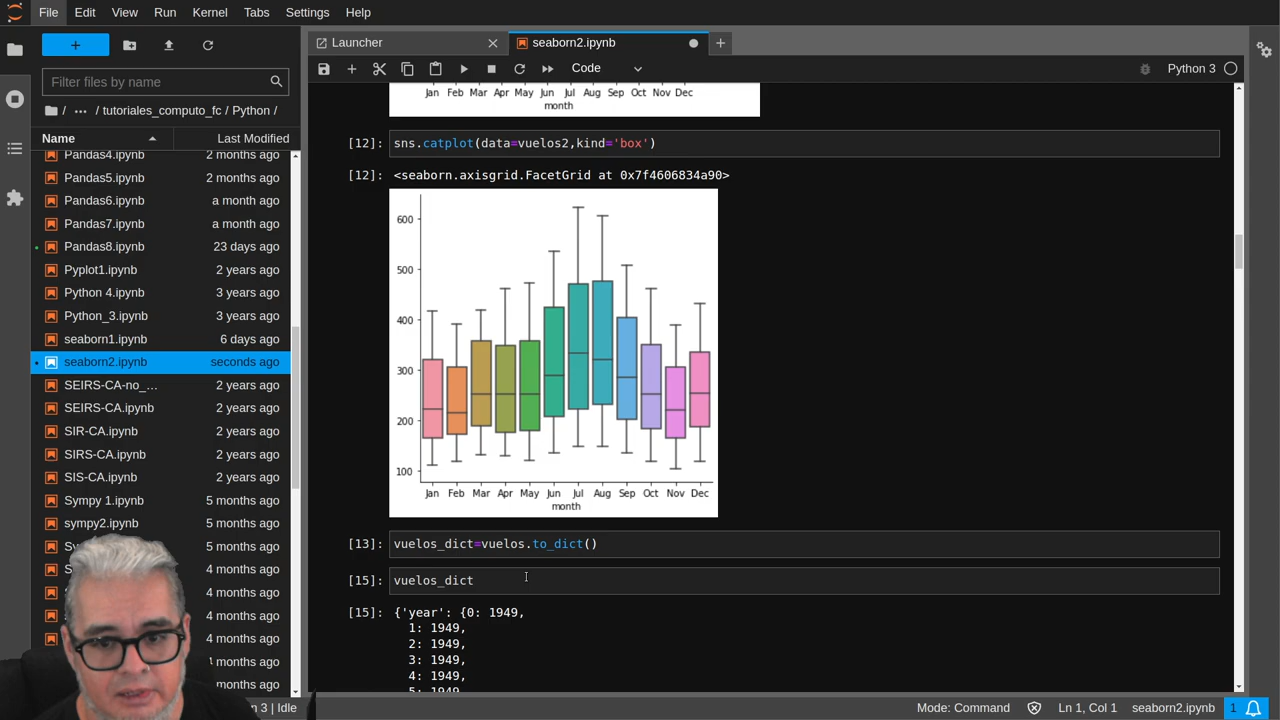 File Edit View Run Kernel Tabs Settings Help
Launcher
seaborn2.ipynb
Filter files by name
Code
Python 3
/ ... / tutoriales_computo_fc / Python /
Name Last Modified
Pandas4.ipynb 2 months ago
Pandas5.ipynb 2 months ago
Pandas6.ipynb a month ago
Pandas7.ipynb a month ago
Pandas8.ipynb 23 days ago
Pyplot1.ipynb 2 years ago
Python 4.ipynb 3 years ago
Python_3.ipynb 3 years ago
seaborn1.ipynb 6 days ago
seaborn2.ipynb seconds ago
SEIRS-CA-no_... 2 years ago
SEIRS-CA.ipynb 2 years ago
SIR-CA.ipynb 2 years ago
SIRS-CA.ipynb 2 years ago
SIS-CA.ipynb 2 years ago
Sympy 1.ipynb 5 months ago
sympy2.ipynb 5 months ago
5 months ago
4 months ago
4 months ago
4 months ago
4 months ago
months ago
months ago
Jan Feb Mar Apr May Jun Jul Aug Sep Oct Nov Dec
month
[12]: sns.catplot(data=vuelos2,kind='box')
[12]: <seaborn.axisgrid.FacetGrid at 0x7f4606834a90>
600
500
400
300
200
100
Jan Feb Mar Apr May Jun Jul Aug Sep Oct Nov Dec
month
[13]: vuelos_dict=vuelos.to_dict()
[15]: vuelos_dict
[15]: {'year': {0: 1949,
1: 1949,
2: 1949,
3: 1949,
4: 1949,
5: 1949,
n 3 | Idle
Mode: Command
Ln 1, Col 1
seaborn2.ipynb
1